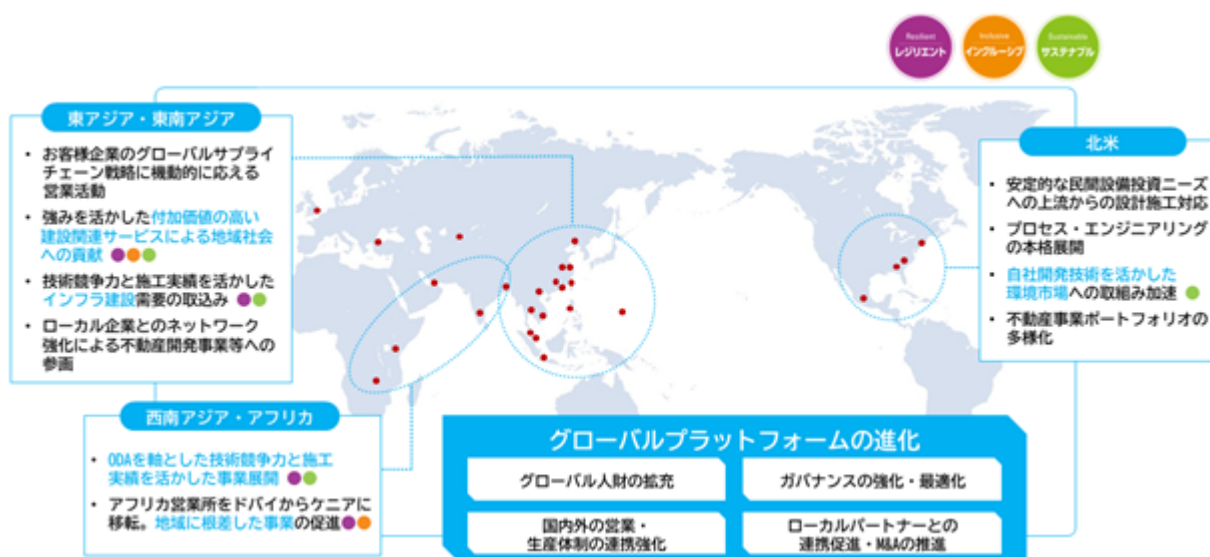 Resilient
レジリエント
Inclusive
インクルーシブ
Sustainable
サステナブル
東アジア・東南アジア
• お客様企業のグローバルサプライ
チェーン戦略に機動的に応える
営業活動
• 強みを活かした付加価値の高い
建設関連サービスによる地域社会
への貢献
• 技術競争力と施工実績を活かした
インフラ建設需要の取込み
• ローカル企業とのネットワーク
強化による不動産開発事業等への
参画
北米
• 安定的な民間設備投資ニーズ
への上流からの設計施工対応
• プロセス・エンジニアリング
の本格展開
• 自社開発技術を活かした
環境市場への取組み加速
• 不動産事業ポートフォリオの
多様化
西南アジア・アフリカ
• ODAを軸とした技術競争力と施工
実績を活かした事業展開
• アフリカ営業所をドバイからケニアに
移転。地域に根差した事業の促進
グローバルプラットフォームの進化
グローバル人財の拡充
ガバナンスの強化・最適化
国内外の営業・
生産体制の連携強化
ローカルパートナーとの
連携促進・M&Aの推進